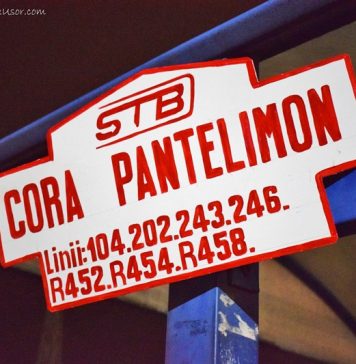 STB
CORA PANTELIMON
Linii:104.202.243.246.
R452.R454.R458.